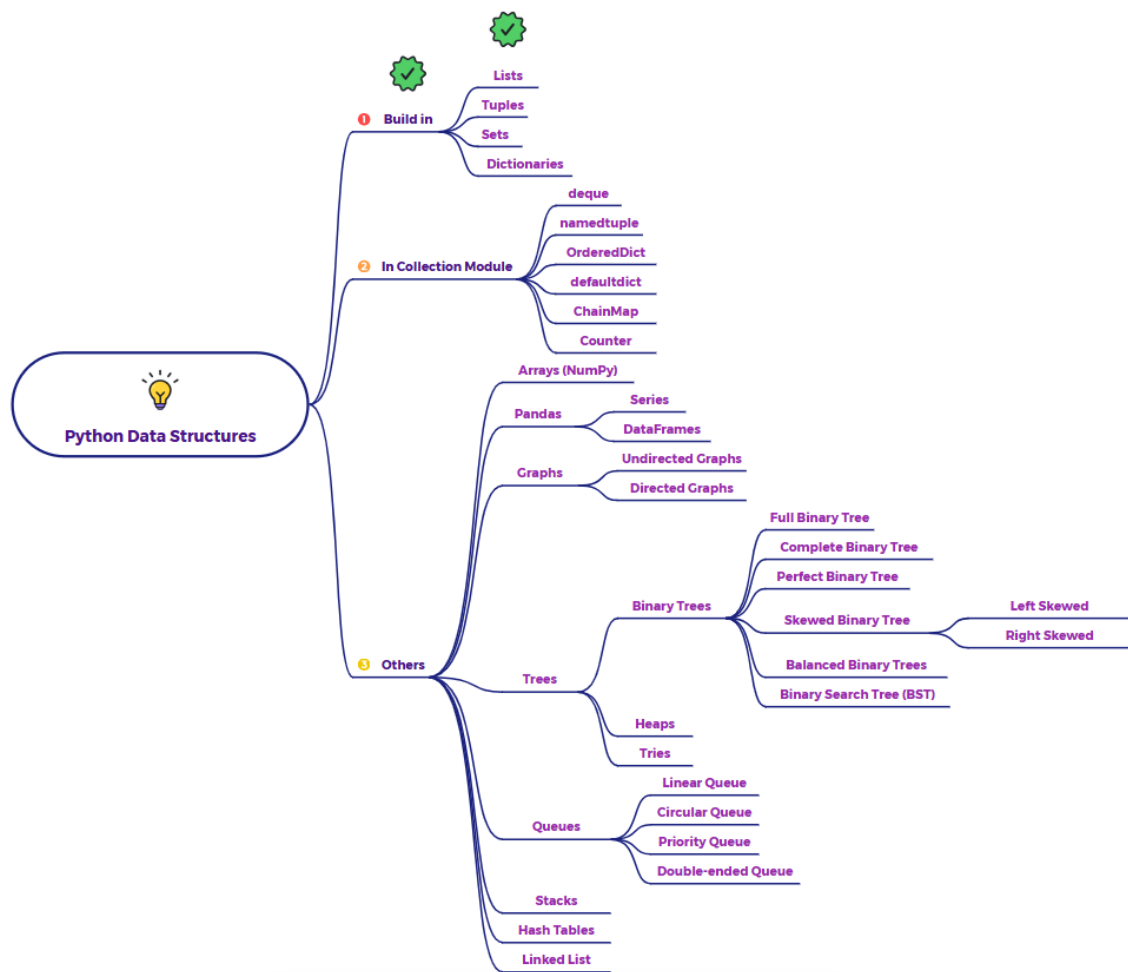 Python Data Structures
1 Build in
Lists
Tuples
Sets
Dictionaries
2 In Collection Module
deque
namedtuple
OrderedDict
defaultdict
ChainMap
Counter
3 Others
Arrays (NumPy)
Pandas
Series
DataFrames
Graphs
Undirected Graphs
Directed Graphs
Trees
Binary Trees
Full Binary Tree
Complete Binary Tree
Perfect Binary Tree
Skewed Binary Tree
Left Skewed
Right Skewed
Balanced Binary Trees
Binary Search Tree (BST)
Heaps
Tries
Queues
Linear Queue
Circular Queue
Priority Queue
Double-ended Queue
Stacks
Hash Tables
Linked List